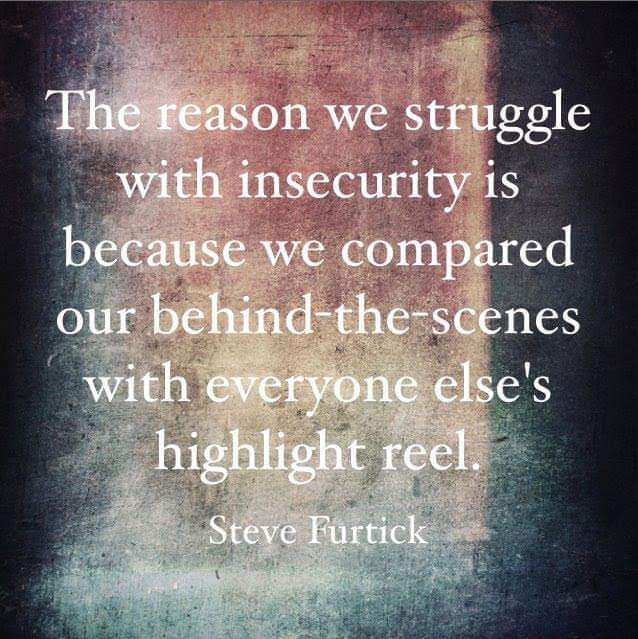 The reason we struggle
with insecurity is
because we compared
our behind-the-scenes
with everyone else's
highlight reel.
Steve Furtick